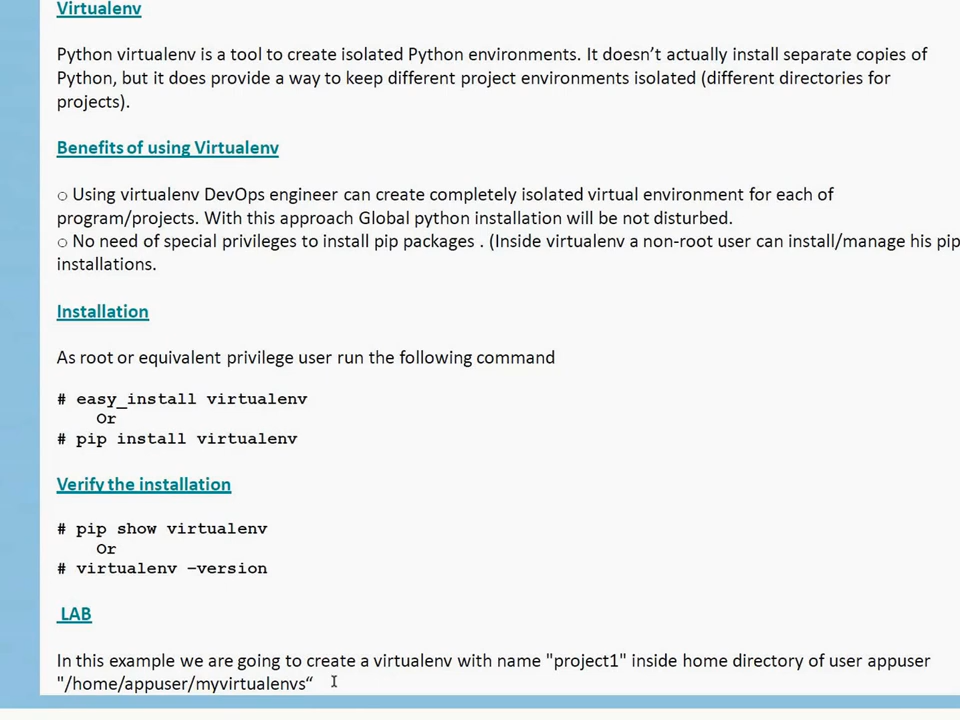 Virtualenv
Python virtualenv is a tool to create isolated Python environments. It doesn’t actually install separate copies of
Python, but it does provide a way to keep different project environments isolated (different directories for
projects).
Benefits of using Virtualenv
○ Using virtualenv DevOps engineer can create completely isolated virtual environment for each of
program/projects. With this approach Global python installation will be not disturbed.
○ No need of special privileges to install pip packages . (Inside virtualenv a non-root user can install/manage his pip
installations.
Installation
As root or equivalent privilege user run the following command
# easy_install virtualenv
Or
# pip install virtualenv
Verify the installation
# pip show virtualenv
Or
# virtualenv –version
LAB
In this example we are going to create a virtualenv with name "project1" inside home directory of user appuser
"/home/appuser/myvirtualenvs“